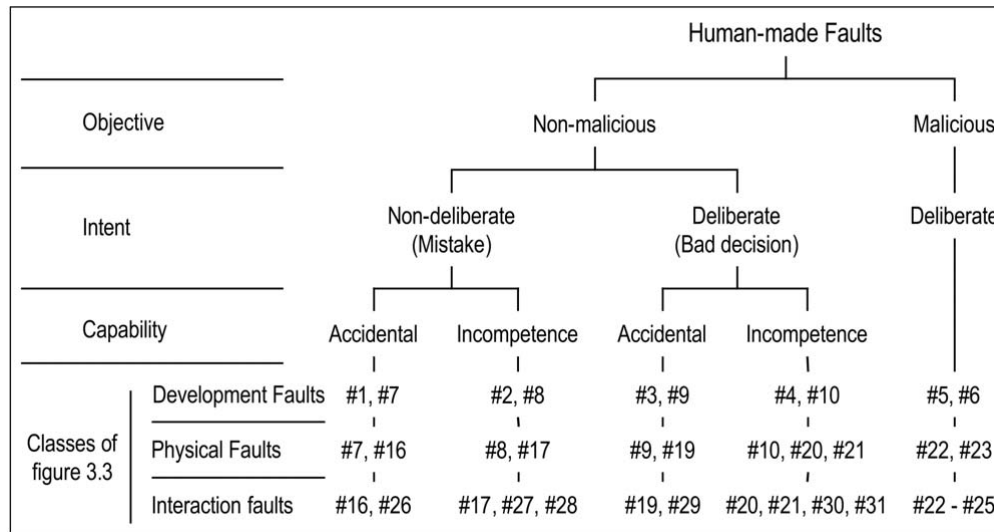 Human-made Faults
Objective Non-malicious Malicious
Intent Non-deliberate (Mistake) Deliberate (Bad decision) Deliberate
Capability Accidental Incompetence Accidental Incompetence
Classes of figure 3.3
Development Faults #1, #7 #2, #8 #3, #9 #4, #10 #5, #6
Physical Faults #7, #16 #8, #17 #9, #19 #10, #20, #21 #22, #23
Interaction faults #16, #26 #17, #27, #28 #19, #29 #20, #21, #30, #31 #22 - #25